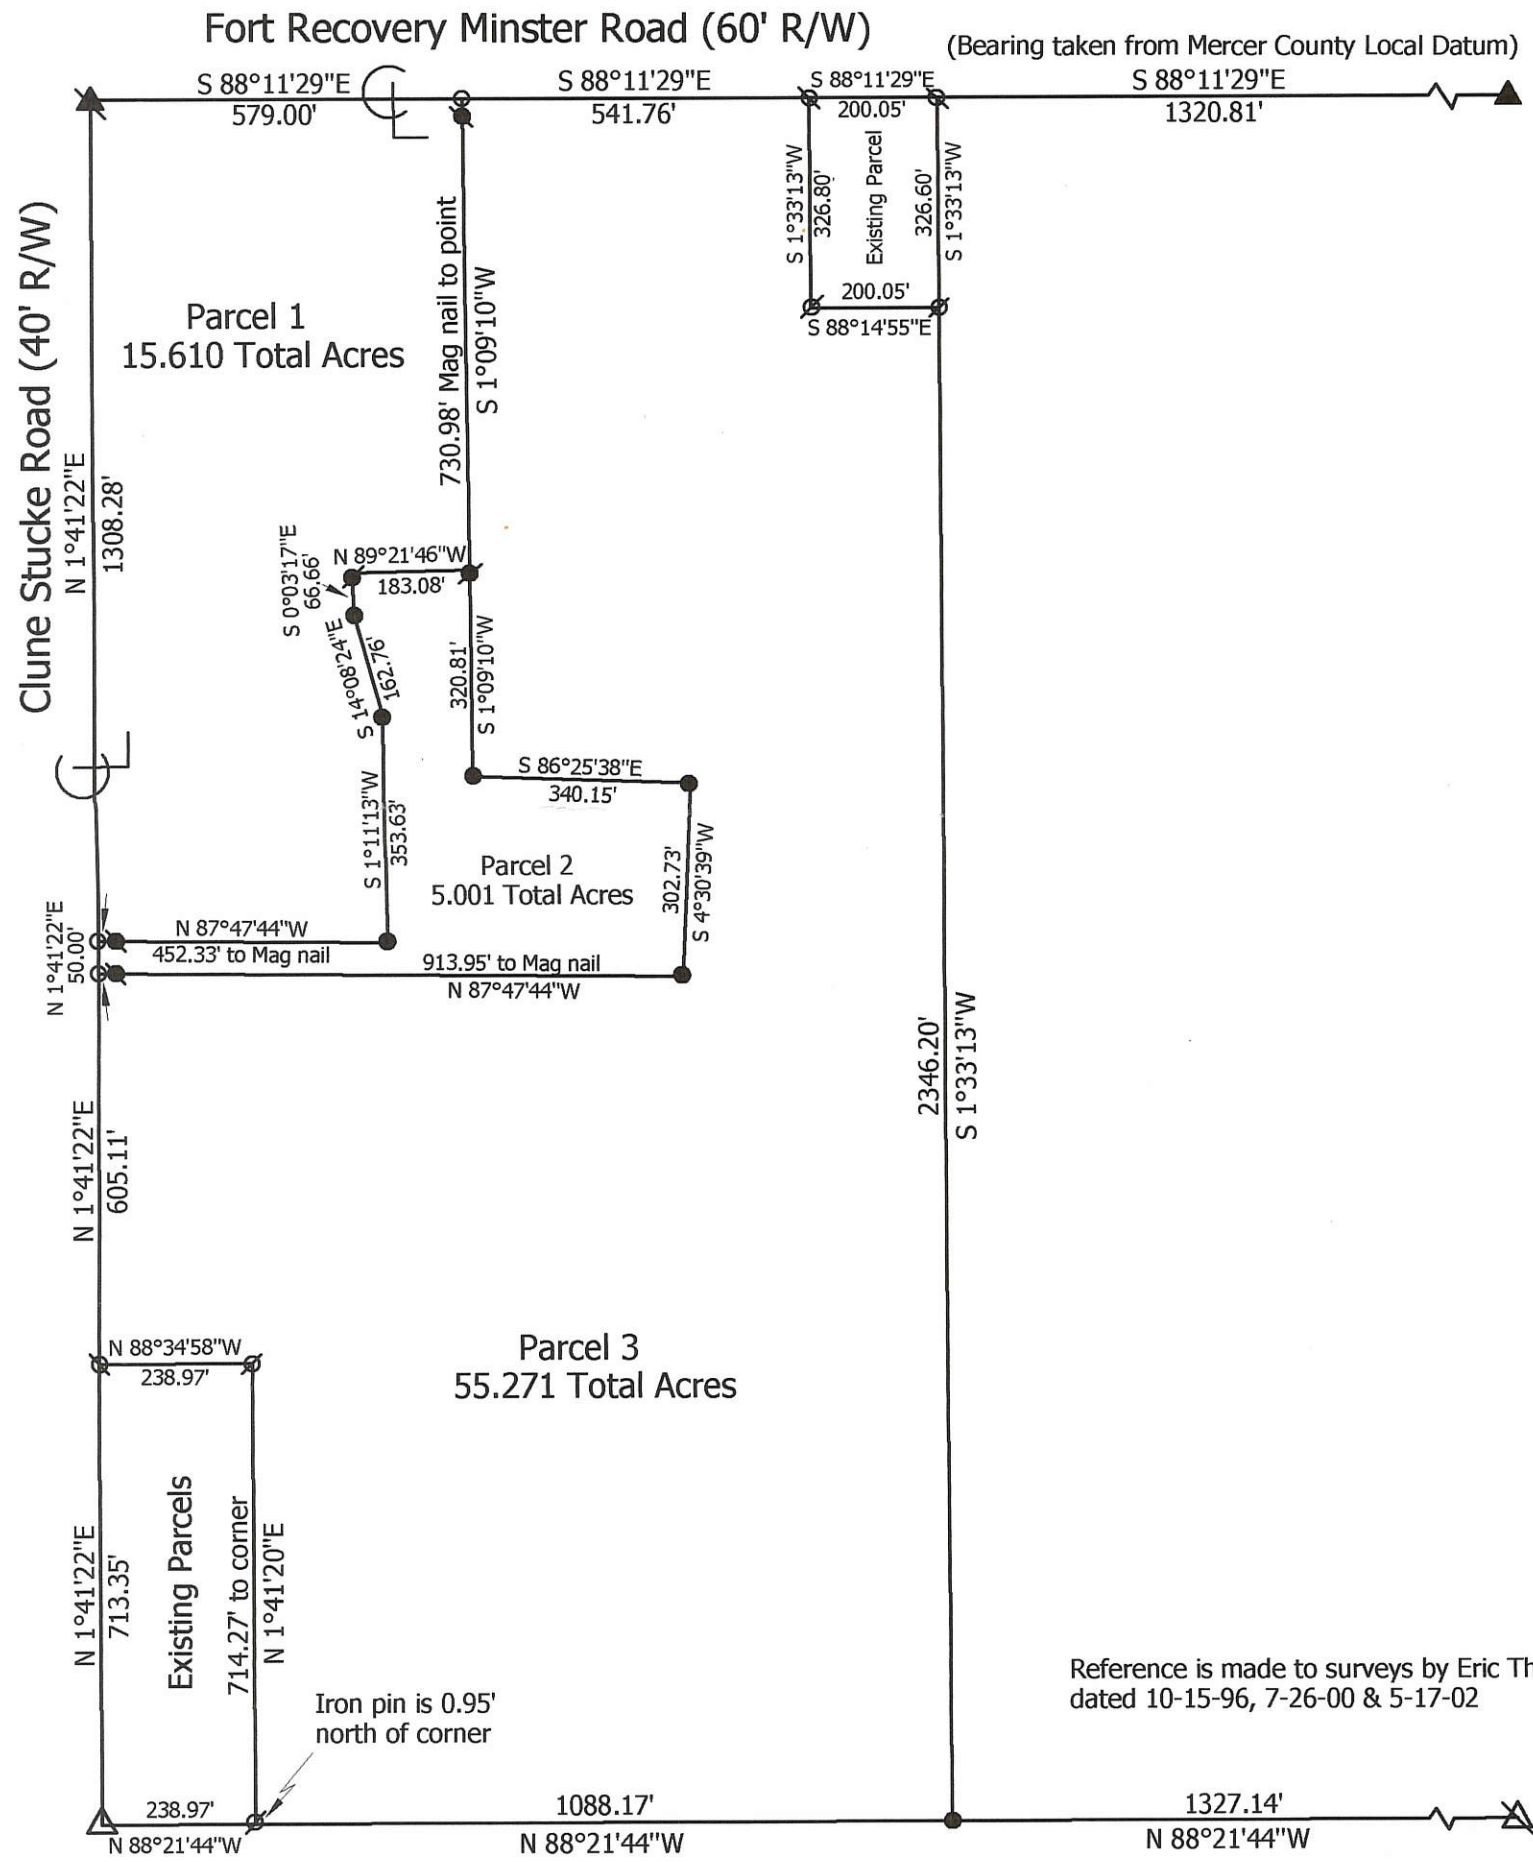 Fort Recovery Minster Road (60' R/W)
(Bearing taken from Mercer County Local Datum)
S 88°11'29"E
579.00'
S 88°11'29"E
541.76'
S 88°11'29"E
200.05'
S 88°11'29"E
1320.81'
Clune Stucke Road (40' R/W)
N 1°41'22"E
1308.28'
Parcel 1
15.610 Total Acres
730.98' Mag nail to point
S 1°09'10"W
S 1°33'13"W
326.80'
Existing Parcel
326.60'
S 1°33'13"W
200.05'
S 88°14'55"E
N 89°21'46"W
183.08'
S 0°03'17"E
66.66'
S 14°08'24"E
162.76'
320.81'
S 1°09'10"W
S 86°25'38"E
340.15'
S 1°11'13"W
353.63'
Parcel 2
5.001 Total Acres
302.73'
S 4°30'39"W
N 1°41'22"E
50.00'
N 87°47'44"W
452.33' to Mag nail
913.95' to Mag nail
N 87°47'44"W
2346.20'
S 1°33'13"W
N 1°41'22"E
605.11'
N 88°34'58"W
238.97'
Parcel 3
55.271 Total Acres
N 1°41'22"E
713.35'
Existing Parcels
714.27' to corner
N 1°41'20"E
Iron pin is 0.95'
north of corner
Reference is made to surveys by Eric Th
dated 10-15-96, 7-26-00 & 5-17-02
238.97'
N 88°21'44"W
1088.17'
N 88°21'44"W
1327.14'
N 88°21'44"W